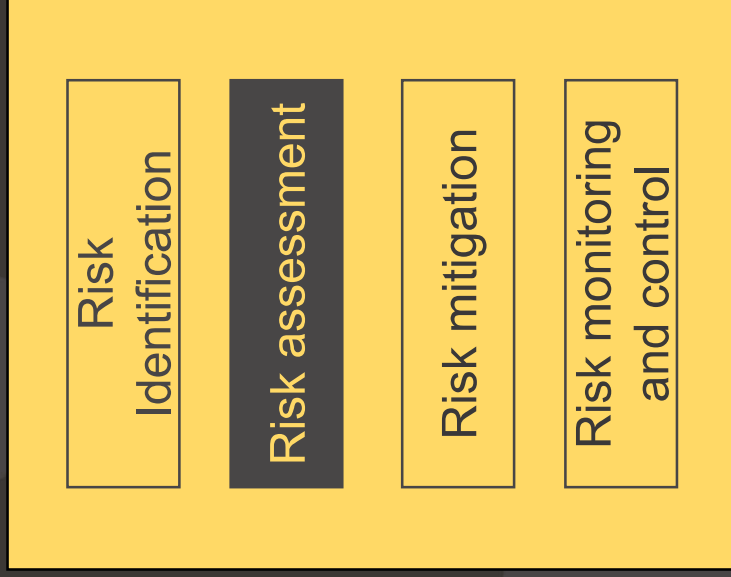 Risk
Identification
Risk assessment
Risk mitigation
Risk monitoring
and control